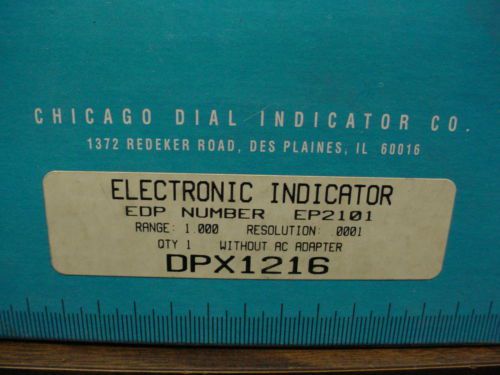 CHICAGO DIAL INDICATOR CO.
1372 REDEKER ROAD, DES PLAINES, IL 60016
ELECTRONIC INDICATOR
EDP NUMBER EP2101
RANGE: 1.000 RESOLUTION: .0001
QTY 1 WITHOUT AC ADAPTER
DPX1216